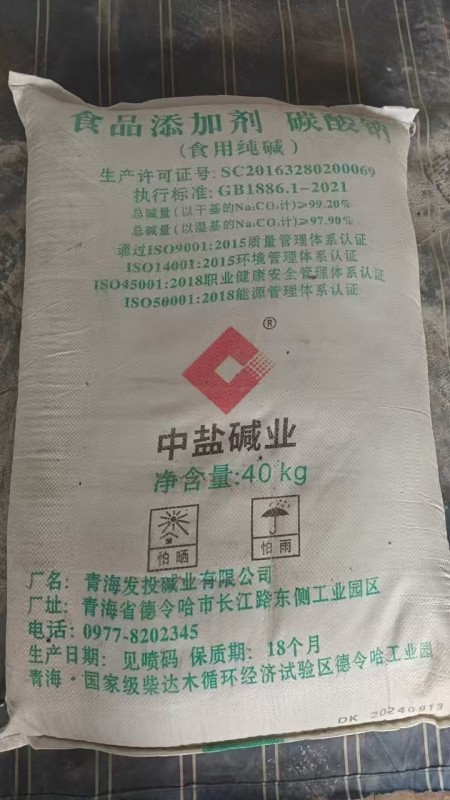 食品添加剂 碳酸钠
(食用纯碱)
生产许可证号: SC20163280200069
执行标准: GB1886.1-2021
总碱量(以干基的Na₂CO₃计)≥99.20%
总碱量(以湿基的Na₂CO₃计)≥97.90%
通过ISO9001:2015质量管理体系认证
ISO14001:2015环境管理体系认证
ISO45001:2018职业健康安全管理体系认证
ISO50001:2018能源管理体系认证
®
中盐碱业
净含量:40kg
怕晒 怕雨
厂名: 青海发投碱业有限公司
厂址: 青海省德令哈市长江路东侧工业园区
电话: 0977-8202345
生产日期: 见喷码 保质期: 18个月
青海·国家级柴达木循环经济试验区德令哈工业园
DK 20240813